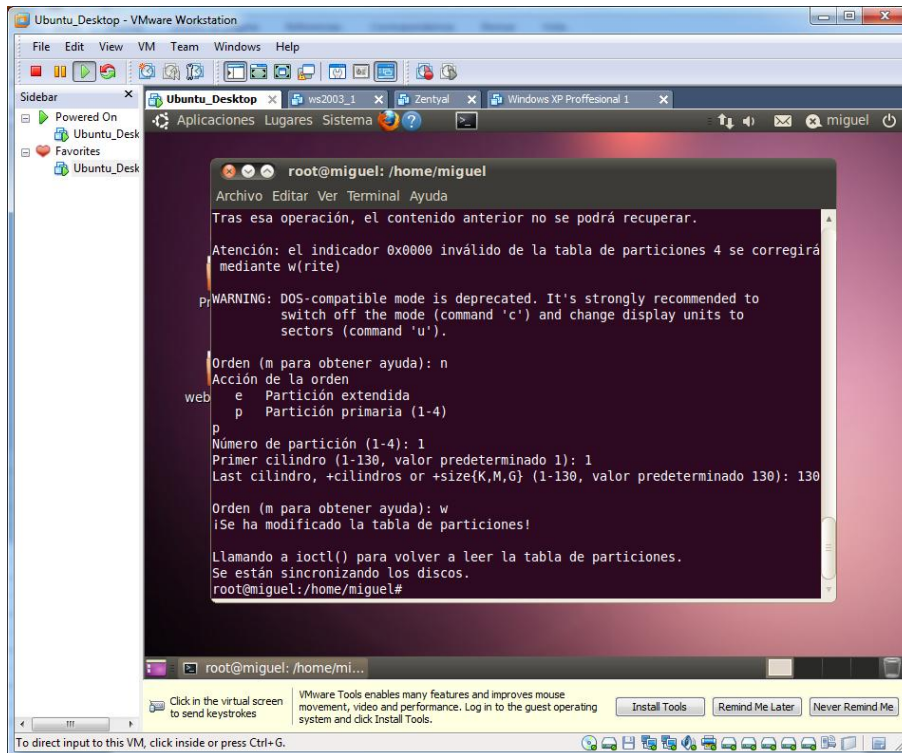 Ubuntu_Desktop - VMware Workstation
File Edit View VM Team Windows Help
Sidebar x
Ubuntu_Desktop x ws2003_1 x Zentyal x Windows XP Proffesional 1 x
Powered On
Ubuntu_Desk
Favorites
Ubuntu_Desk
Aplicaciones Lugares Sistema miguel
root@miguel: /home/miguel
Archivo Editar Ver Terminal Ayuda
Tras esa operación, el contenido anterior no se podrá recuperar.
Atención: el indicador 0x0000 inválido de la tabla de particiones 4 se corregirá
mediante w(rite)
Pr
WARNING: DOS-compatible mode is deprecated. It's strongly recommended to
switch off the mode (command 'c') and change display units to
sectors (command 'u').
Orden (m para obtener ayuda): n
Acción de la orden
web
e Partición extendida
p Partición primaria (1-4)
p
Número de partición (1-4): 1
Primer cilindro (1-130, valor predeterminado 1): 1
Last cilindro, +cilindros or +size{K,M,G} (1-130, valor predeterminado 130): 130
Orden (m para obtener ayuda): w
¡Se ha modificado la tabla de particiones!
Llamando a ioctl() para volver a leer la tabla de particiones.
Se están sincronizando los discos.
root@miguel:/home/miguel#
root@miguel: /home/mi...
Click in the virtual screen
to send keystrokes
VMware Tools enables many features and improves mouse
movement, video and performance. Log in to the guest operating
system and click Install Tools.
Install Tools Remind Me Later Never Remind Me
To direct input to this VM, click inside or press Ctrl+G.